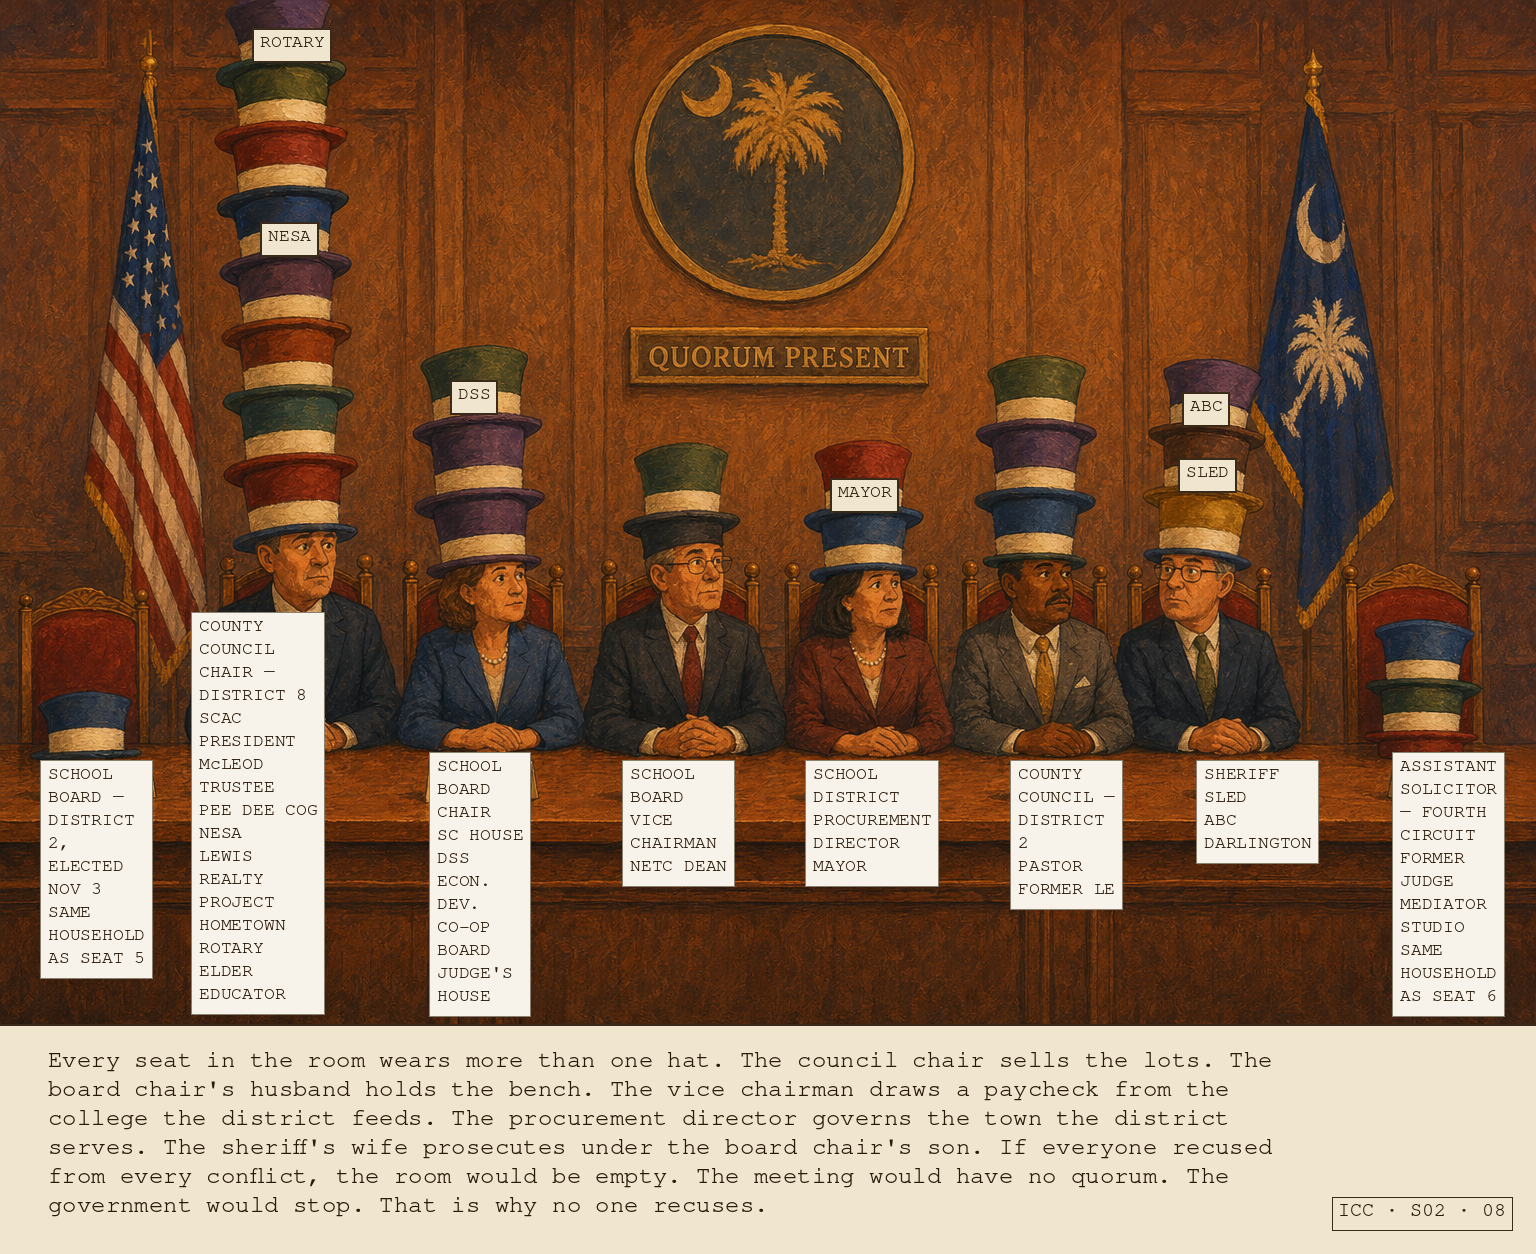 ROTARY
NESA
QUORUM PRESENT
DSS
ABC
SLED
MAYOR
SCHOOL
BOARD —
DISTRICT
2,
ELECTED
NOV 3
SAME
HOUSEHOLD
AS SEAT 5
COUNTY
COUNCIL
CHAIR —
DISTRICT 8
SCAC
PRESIDENT
McLEOD
TRUSTEE
PEE DEE COG
NESA
LEWIS
REALTY
PROJECT
HOMETOWN
ROTARY
ELDER
EDUCATOR
SCHOOL
BOARD
CHAIR
SC HOUSE
DSS
ECON.
DEV.
CO-OP
BOARD
JUDGE'S
HOUSE
SCHOOL
BOARD
VICE
CHAIRMAN
NETC DEAN
SCHOOL
DISTRICT
PROCUREMENT
DIRECTOR
MAYOR
COUNTY
COUNCIL —
DISTRICT
2
PASTOR
FORMER LE
SHERIFF
SLED
ABC
DARLINGTON
ASSISTANT
SOLICITOR
— FOURTH
CIRCUIT
FORMER
JUDGE
MEDIATOR
STUDIO
SAME
HOUSEHOLD
AS SEAT 6
Every seat in the room wears more than one hat. The council chair sells the lots. The
board chair's husband holds the bench. The vice chairman draws a paycheck from the
college the district feeds. The procurement director governs the town the district
serves. The sheriff's wife prosecutes under the board chair's son. If everyone recused
from every conflict, the room would be empty. The meeting would have no quorum. The
government would stop. That is why no one recuses.
ICC · S02 · 08